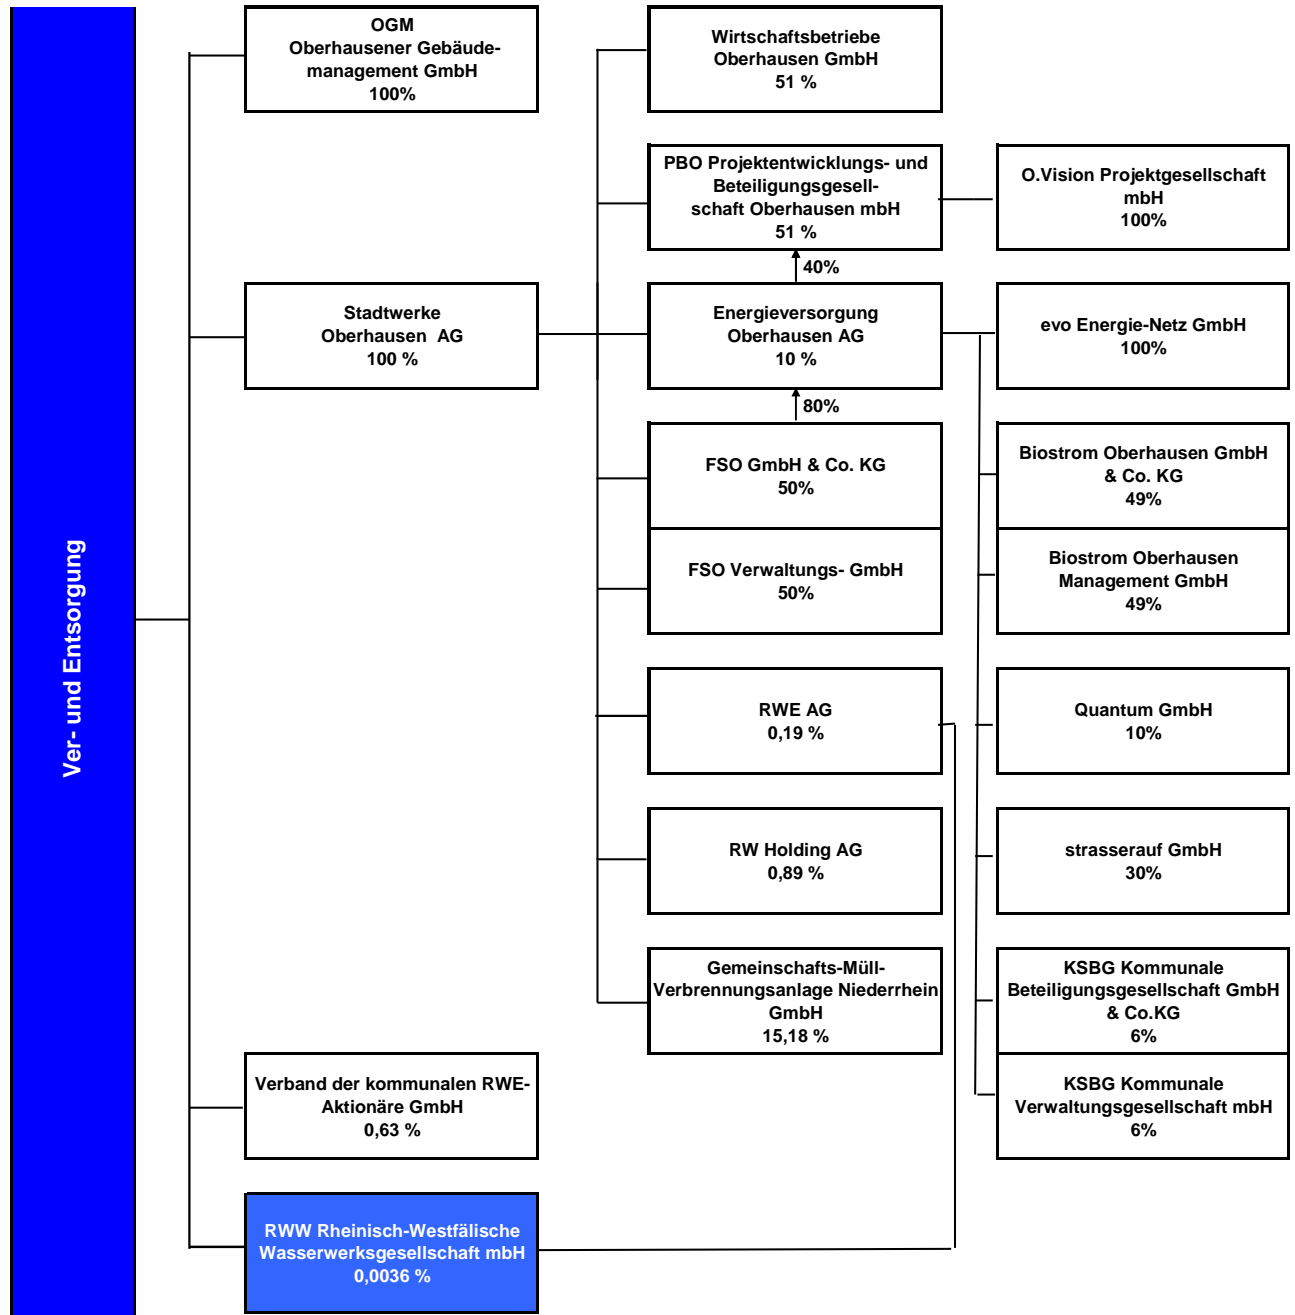 Ver- und Entsorgung
OGM
Oberhausener Gebäude-
management GmbH
100%
Stadtwerke
Oberhausen AG
100 %
Verband der kommunalen RWE-
Aktionäre GmbH
0,63 %
RWW Rheinisch-Westfälische
Wasserwerksgesellschaft mbH
0,0036 %
Wirtschaftsbetriebe
Oberhausen GmbH
51 %
PBO Projektentwicklungs- und
Beteiligungsgesell-
schaft Oberhausen mbH
51 %
40%
Energieversorgung
Oberhausen AG
10 %
80%
FSO GmbH & Co. KG
50%
FSO Verwaltungs- GmbH
50%
RWE AG
0,19 %
RW Holding AG
0,89 %
Gemeinschafts-Müll-
Verbrennungsanlage Niederrhein
GmbH
15,18 %
O.Vision Projektgesellschaft
mbH
100%
evo Energie-Netz GmbH
100%
Biostrom Oberhausen GmbH
& Co. KG
49%
Biostrom Oberhausen
Management GmbH
49%
Quantum GmbH
10%
strasserauf GmbH
30%
KSBG Kommunale
Beteiligungsgesellschaft GmbH
& Co.KG
6%
KSBG Kommunale
Verwaltungsgesellschaft mbH
6%